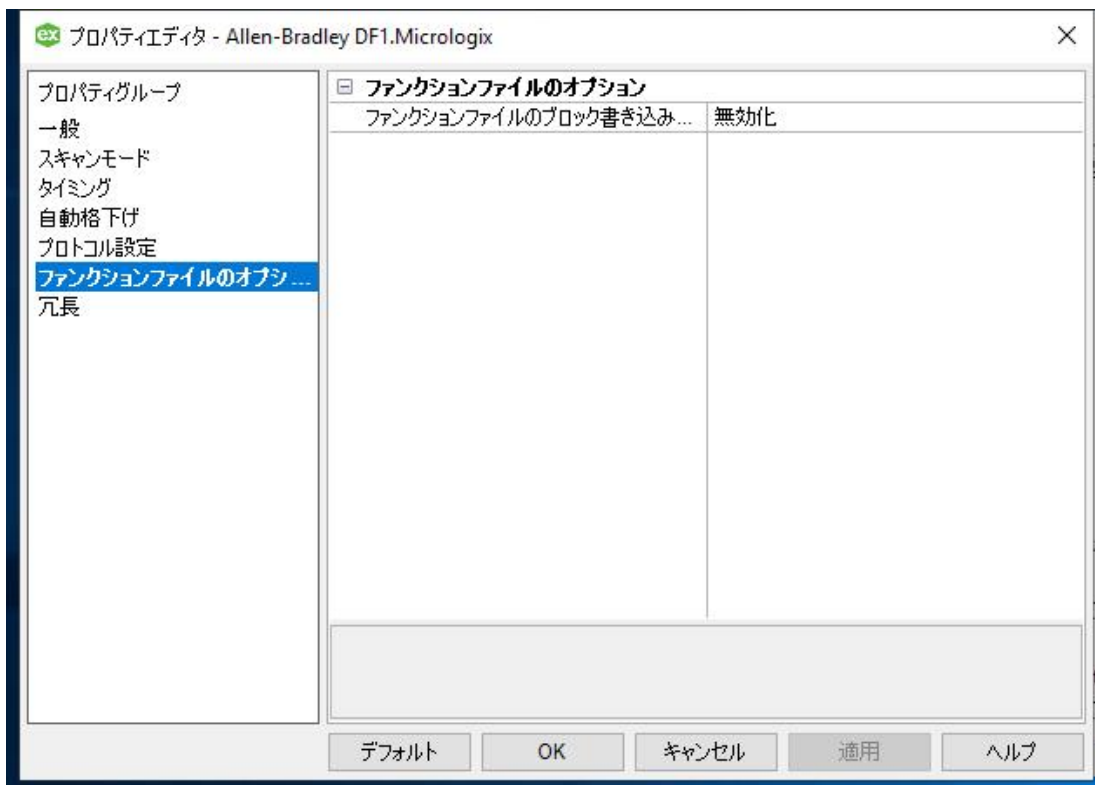 プロパティエディタ - Allen-Bradley DF1.Micrologix
プロパティグループ
一般
スキャンモード
タイミング
自動格下げ
プロトコル設定
ファンクションファイルのオプシ...
冗長
ファンクションファイルのオプション
ファンクションファイルのブロック書き込み... 無効化
デフォルト OK キャンセル 適用 ヘルプ